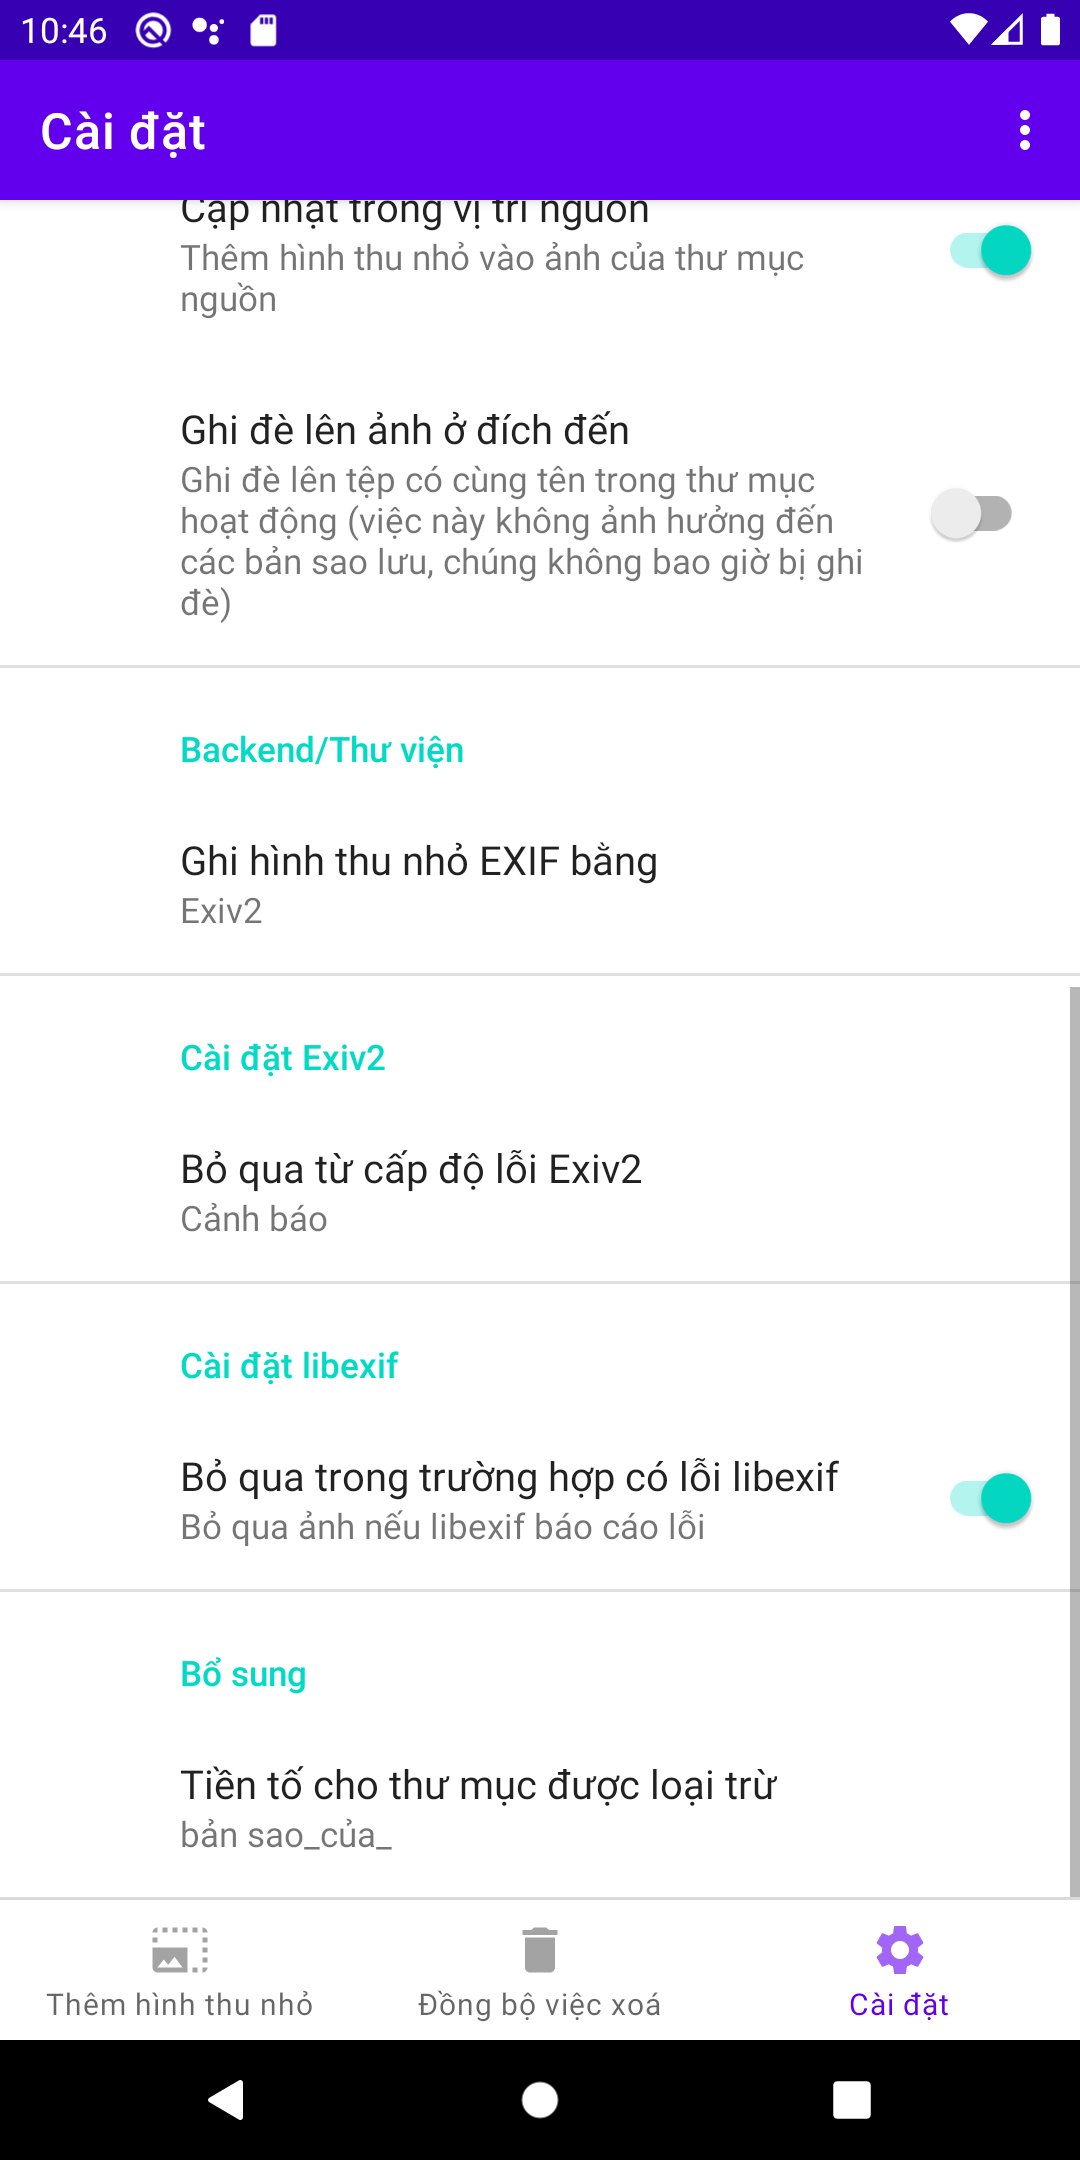 10:46
Cài đặt
Cập nhật trong vị trí nguồn
Thêm hình thu nhỏ vào ảnh của thư mục
nguồn
Ghi đè lên ảnh ở đích đến
Ghi đè lên tệp có cùng tên trong thư mục
hoạt động (việc này không ảnh hưởng đến
các bản sao lưu, chúng không bao giờ bị ghi
đè)
Backend/Thư viện
Ghi hình thu nhỏ EXIF bằng
Exiv2
Cài đặt Exiv2
Bỏ qua từ cấp độ lỗi Exiv2
Cảnh báo
Cài đặt libexif
Bỏ qua trong trường hợp có lỗi libexif
Bỏ qua ảnh nếu libexif báo cáo lỗi
Bổ sung
Tiền tố cho thư mục được loại trừ
bản sao_của_
Thêm hình thu nhỏ
Đồng bộ việc xoá
Cài đặt